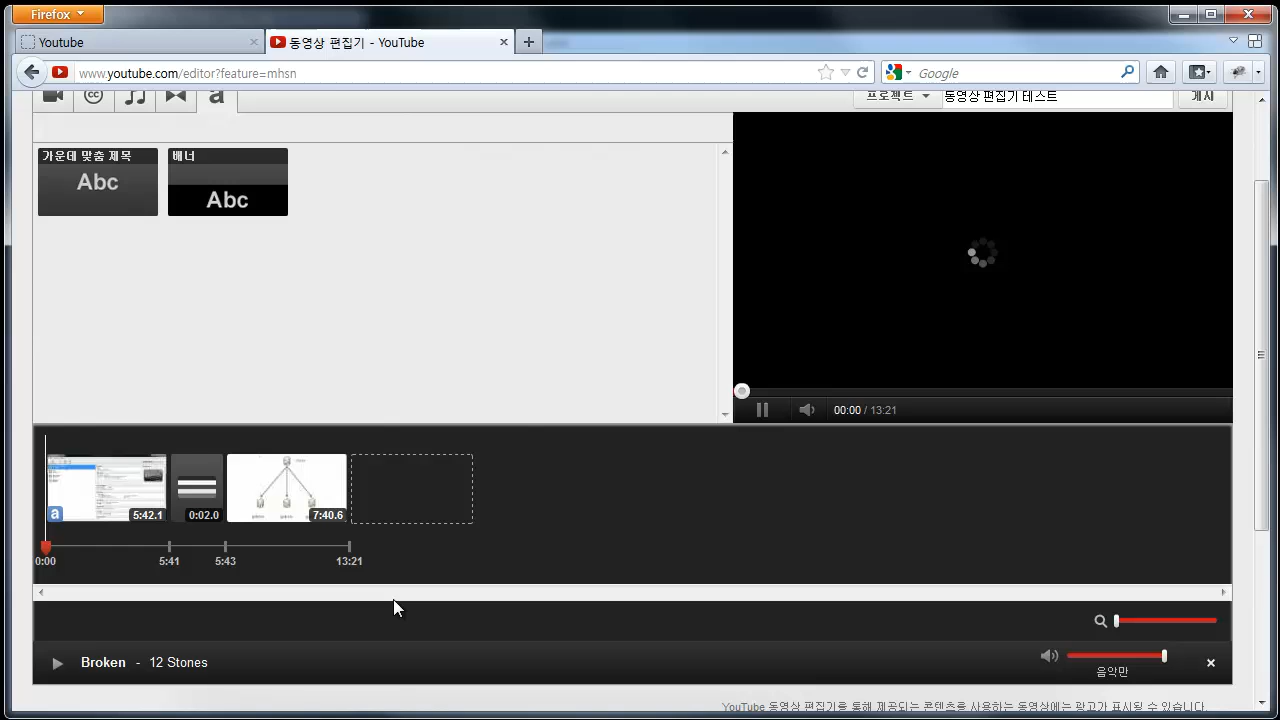 Firefox
Youtube
동영상 편집기 - YouTube
www.youtube.com/editor?feature=mhsn
Google
CC
a
프로젝트
동영상 편집기 테스트
게시
가운데 맞춤 제목
Abc
배너
Abc
00:00 / 13:21
a
5:42.1
0:02.0
7:40.6
0:00
5:41
5:43
13:21
Broken - 12 Stones
음악만
YouTube 동영상 편집기를 통해 제공되는 콘텐츠를 사용하는 동영상에는 광고가 표시될 수 있습니다.